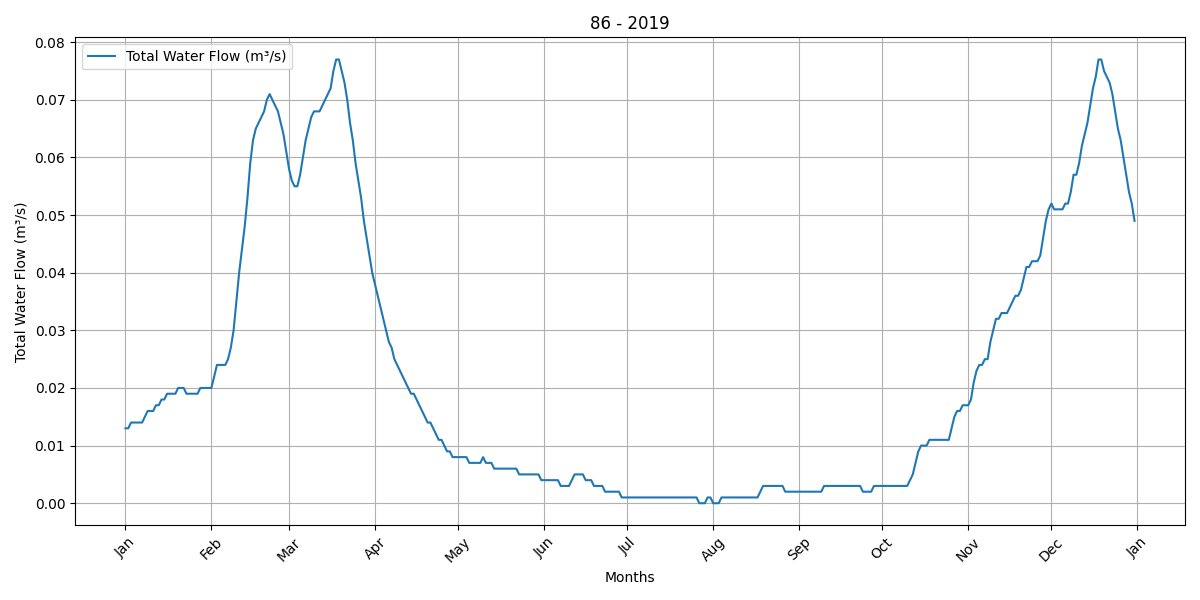 86 - 2019
Total Water Flow (m³/s)
Total Water Flow (m³/s)
0.08
0.07
0.06
0.05
0.04
0.03
0.02
0.01
0.00
Jan Feb Mar Apr May Jun Jul Aug Sep Oct Nov Dec Jan
Months